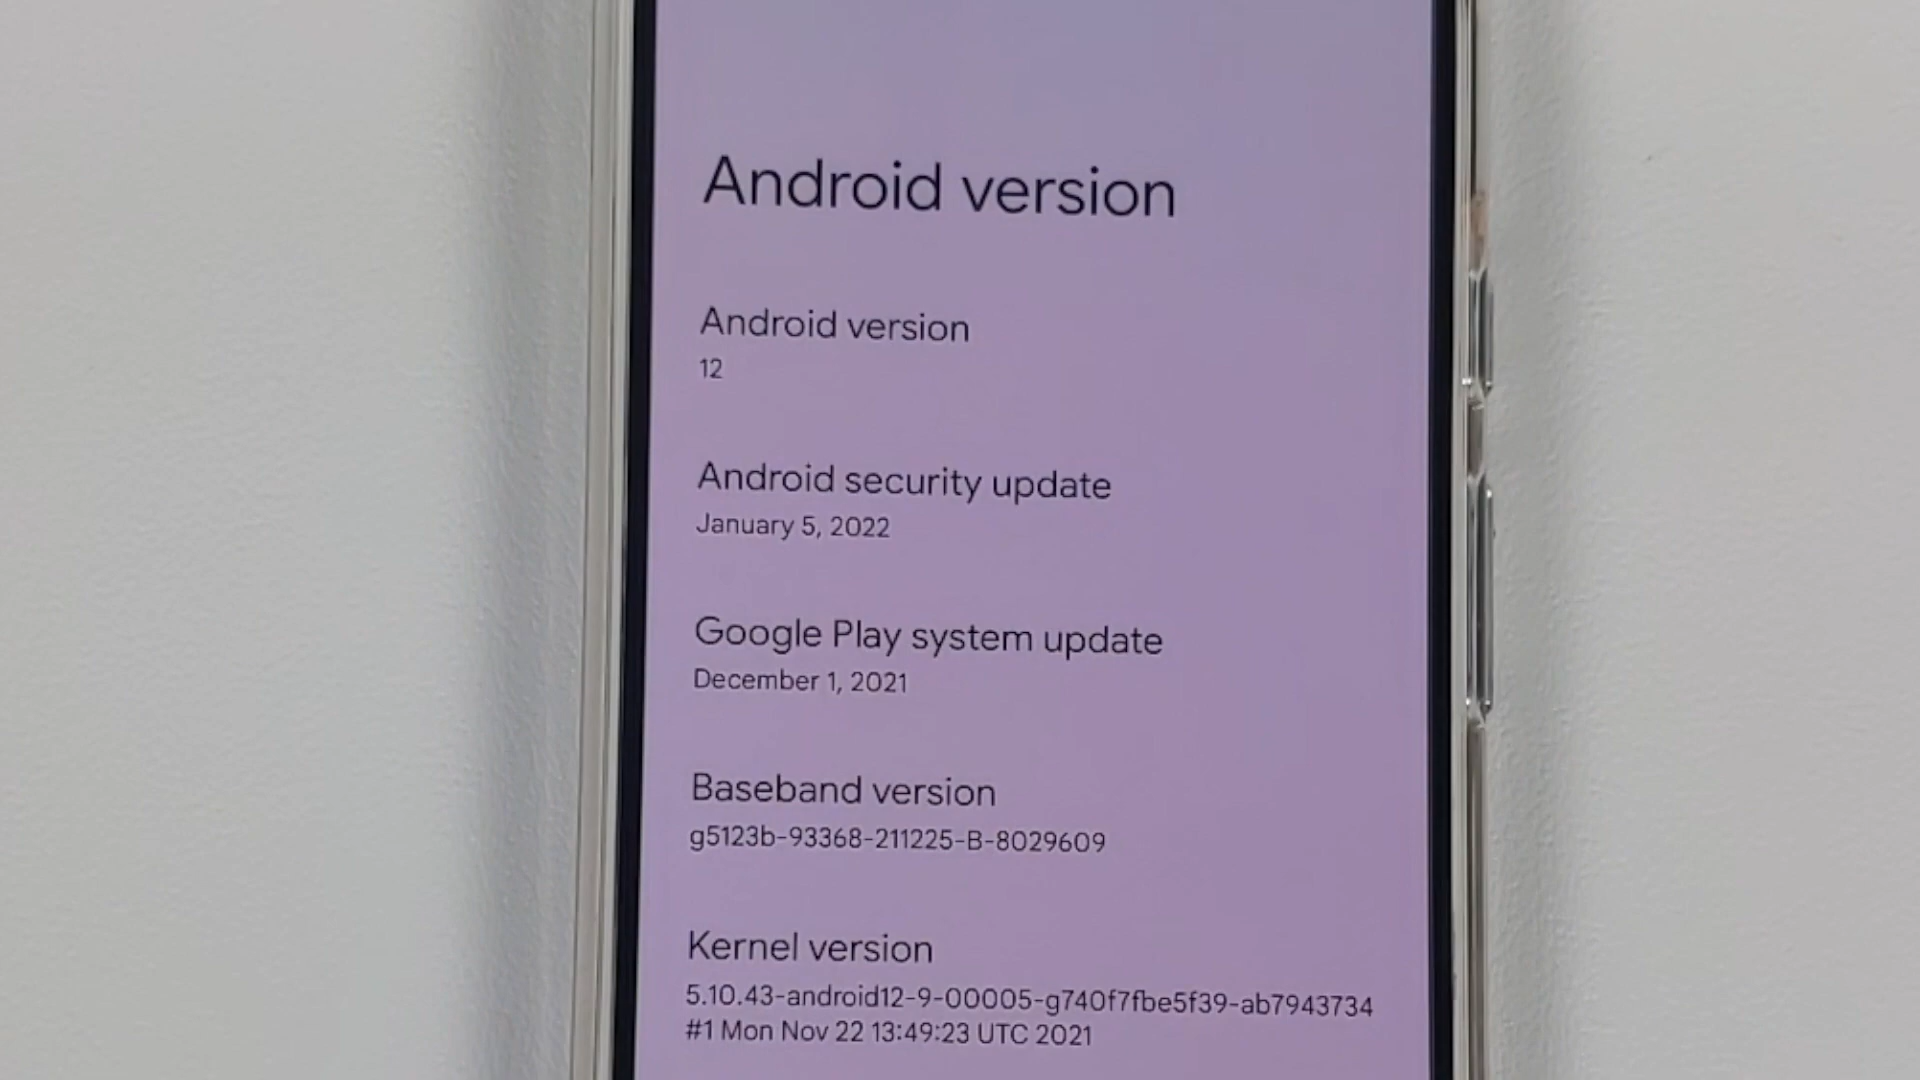 Android version
Android version
12
Android security update
January 5, 2022
Google Play system update
December 1, 2021
Baseband version
g5123b-93368-211225-B-8029609
Kernel version
5.10.43-android12-9-00005-g740f7fbe5f39-ab7943734
#1 Mon Nov 22 13:49:23 UTC 2021